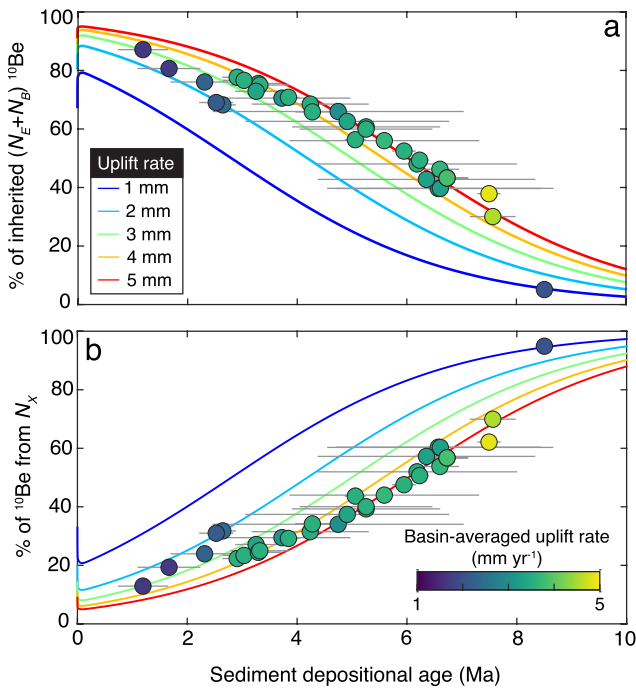 100
80
60
40
20
0
% of inherited (N_E+N_B) ¹⁰Be
a
Uplift rate
1 mm
2 mm
3 mm
4 mm
5 mm
100
80
60
40
20
0
% of ¹⁰Be from N_X
b
Basin-averaged uplift rate
(mm yr⁻¹)
1
5
0
2
4
6
8
10
Sediment depositional age (Ma)